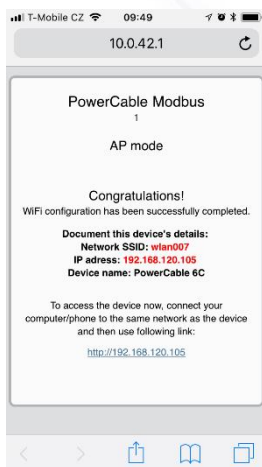 T-Mobile CZ 09:49
10.0.42.1
PowerCable Modbus
1
AP mode
Congratulations!
WiFi configuration has been successfully completed.
Document this device's details:
Network SSID: wlan007
IP adress: 192.168.120.105
Device name: PowerCable 6C
To access the device now, connect your
computer/phone to the same network as the device
and then use following link:
http://192.168.120.105